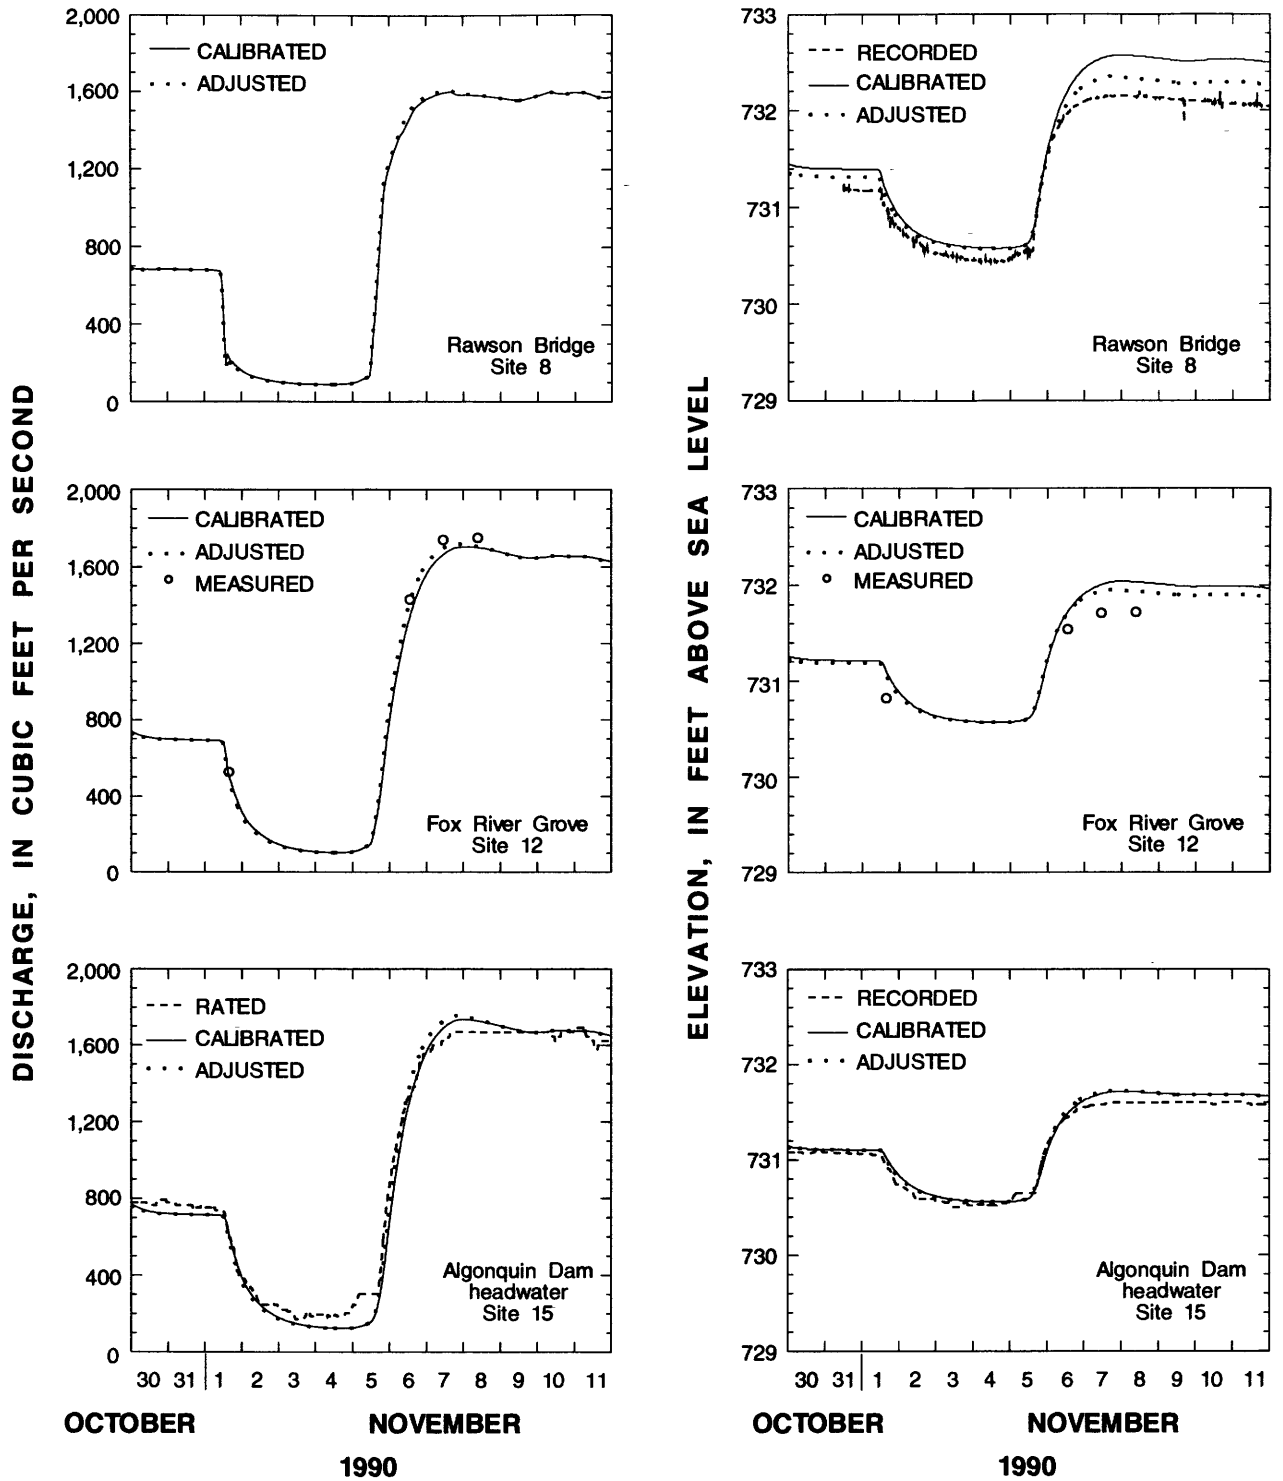 DISCHARGE, IN CUBIC FEET PER SECOND
2,000
1,600
1,200
800
400
0
CALIBRATED
ADJUSTED
Rawson Bridge
Site 8
2,000
1,600
1,200
800
400
0
CALIBRATED
ADJUSTED
MEASURED
Fox River Grove
Site 12
2,000
1,600
1,200
800
400
0
RATED
CALIBRATED
ADJUSTED
Algonquin Dam
headwater
Site 15
30 31 1 2 3 4 5 6 7 8 9 10 11
OCTOBER NOVEMBER
1990
ELEVATION, IN FEET ABOVE SEA LEVEL
733
732
731
730
729
RECORDED
CALIBRATED
ADJUSTED
Rawson Bridge
Site 8
733
732
731
730
729
CALIBRATED
ADJUSTED
MEASURED
Fox River Grove
Site 12
733
732
731
730
729
RECORDED
CALIBRATED
ADJUSTED
Algonquin Dam
headwater
Site 15
30 31 1 2 3 4 5 6 7 8 9 10 11
OCTOBER NOVEMBER
1990